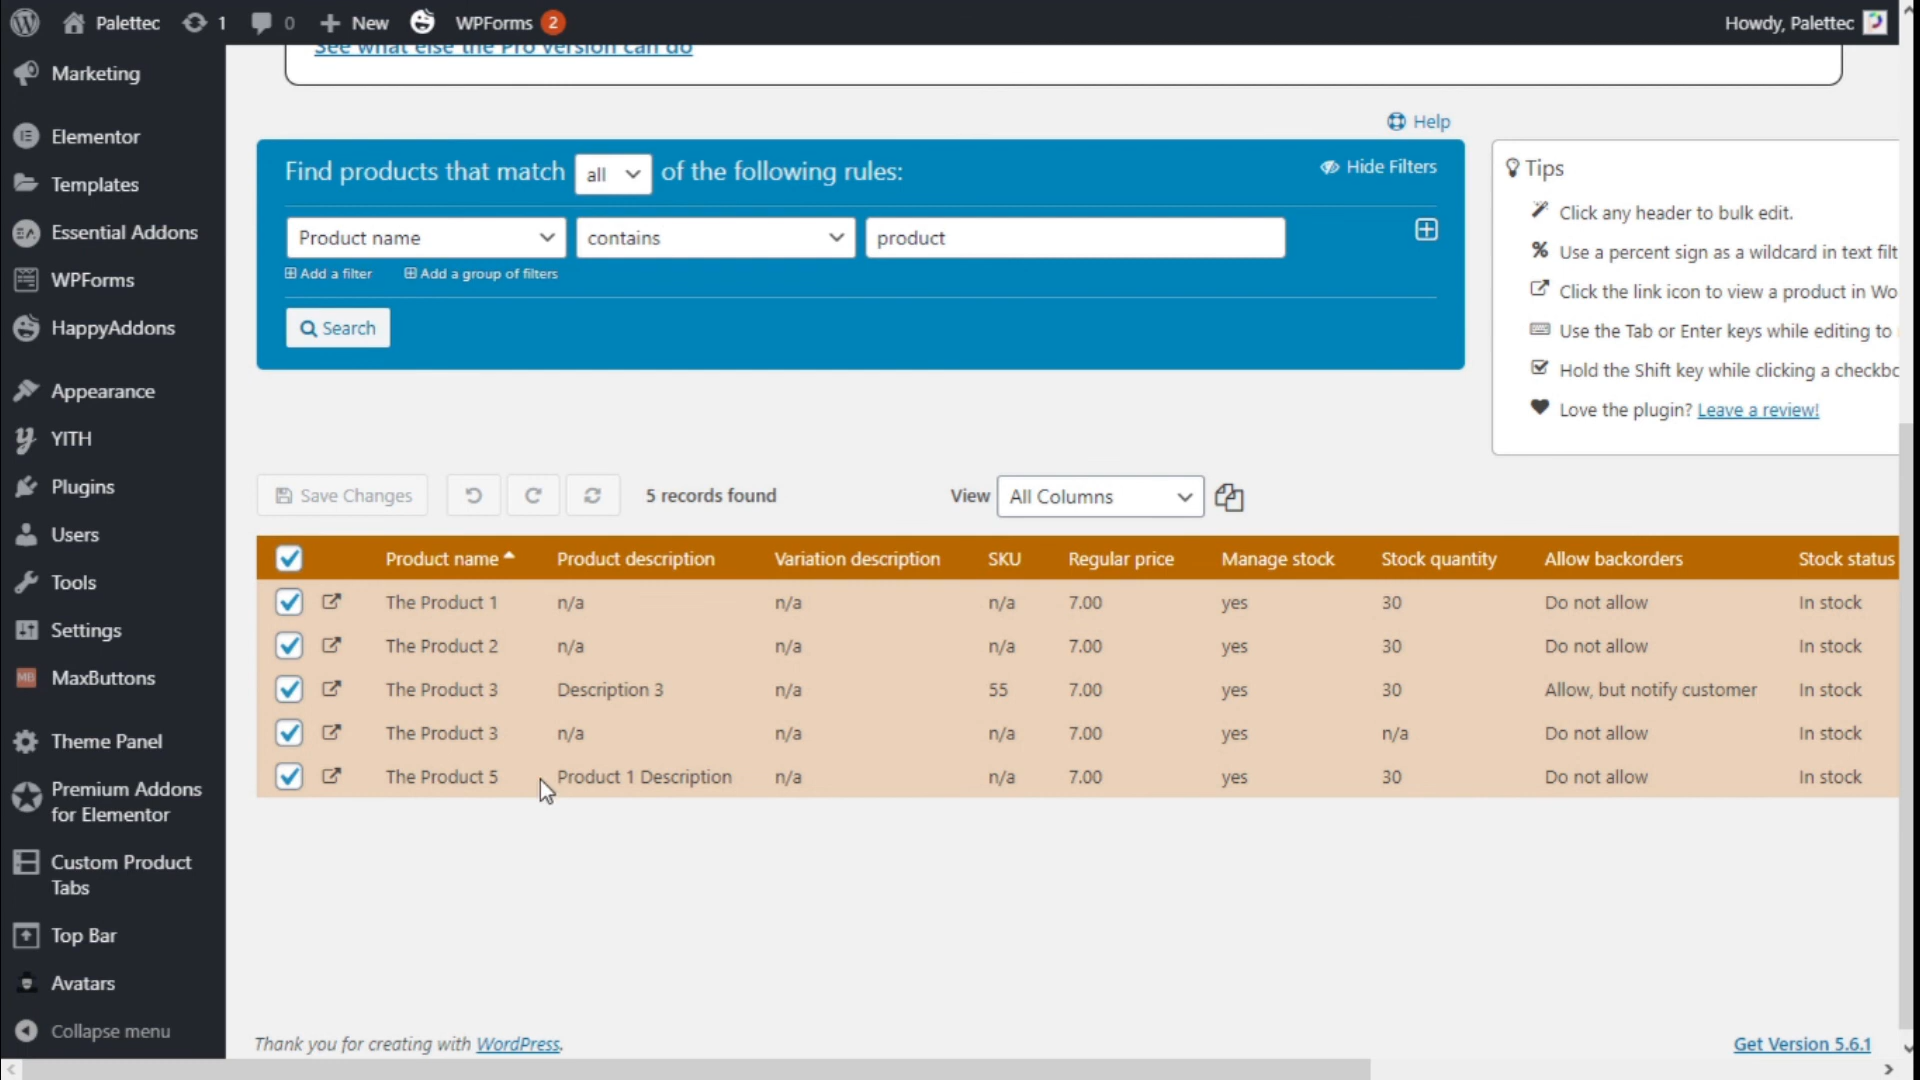 Palettec 1 0 New WPForms 2 Howdy, Palettec
See what else the Pro version can do
Marketing
Elementor
Templates
Essential Addons
WPForms
HappyAddons
Appearance
YITH
Plugins
Users
Tools
Settings
MB MaxButtons
Theme Panel
Premium Addons
for Elementor
Custom Product
Tabs
Top Bar
Avatars
Collapse menu
Help
Find products that match all of the following rules:
Hide Filters
Product name contains product
Add a filter Add a group of filters
Search
Tips
Click any header to bulk edit.
% Use a percent sign as a wildcard in text filt
Click the link icon to view a product in Wo
Use the Tab or Enter keys while editing to
Hold the Shift key while clicking a checkbo
Love the plugin? Leave a review!
Save Changes 5 records found View All Columns
Product name Product description Variation description SKU Regular price Manage stock Stock quantity Allow backorders Stock status
The Product 1 n/a n/a n/a 7.00 yes 30 Do not allow In stock
The Product 2 n/a n/a n/a 7.00 yes 30 Do not allow In stock
The Product 3 Description 3 n/a 55 7.00 yes 30 Allow, but notify customer In stock
The Product 3 n/a n/a n/a 7.00 yes n/a Do not allow In stock
The Product 5 Product 1 Description n/a n/a 7.00 yes 30 Do not allow In stock
Thank you for creating with WordPress.
Get Version 5.6.1